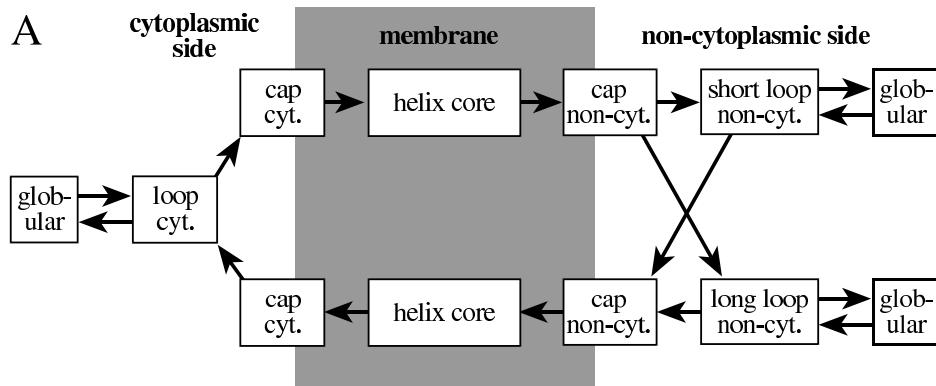 A
cytoplasmic
side
membrane
non-cytoplasmic side
cap
cyt.
helix core
cap
non-cyt.
short loop
non-cyt.
glob-
ular
glob-
ular
loop
cyt.
cap
cyt.
helix core
cap
non-cyt.
long loop
non-cyt.
glob-
ular